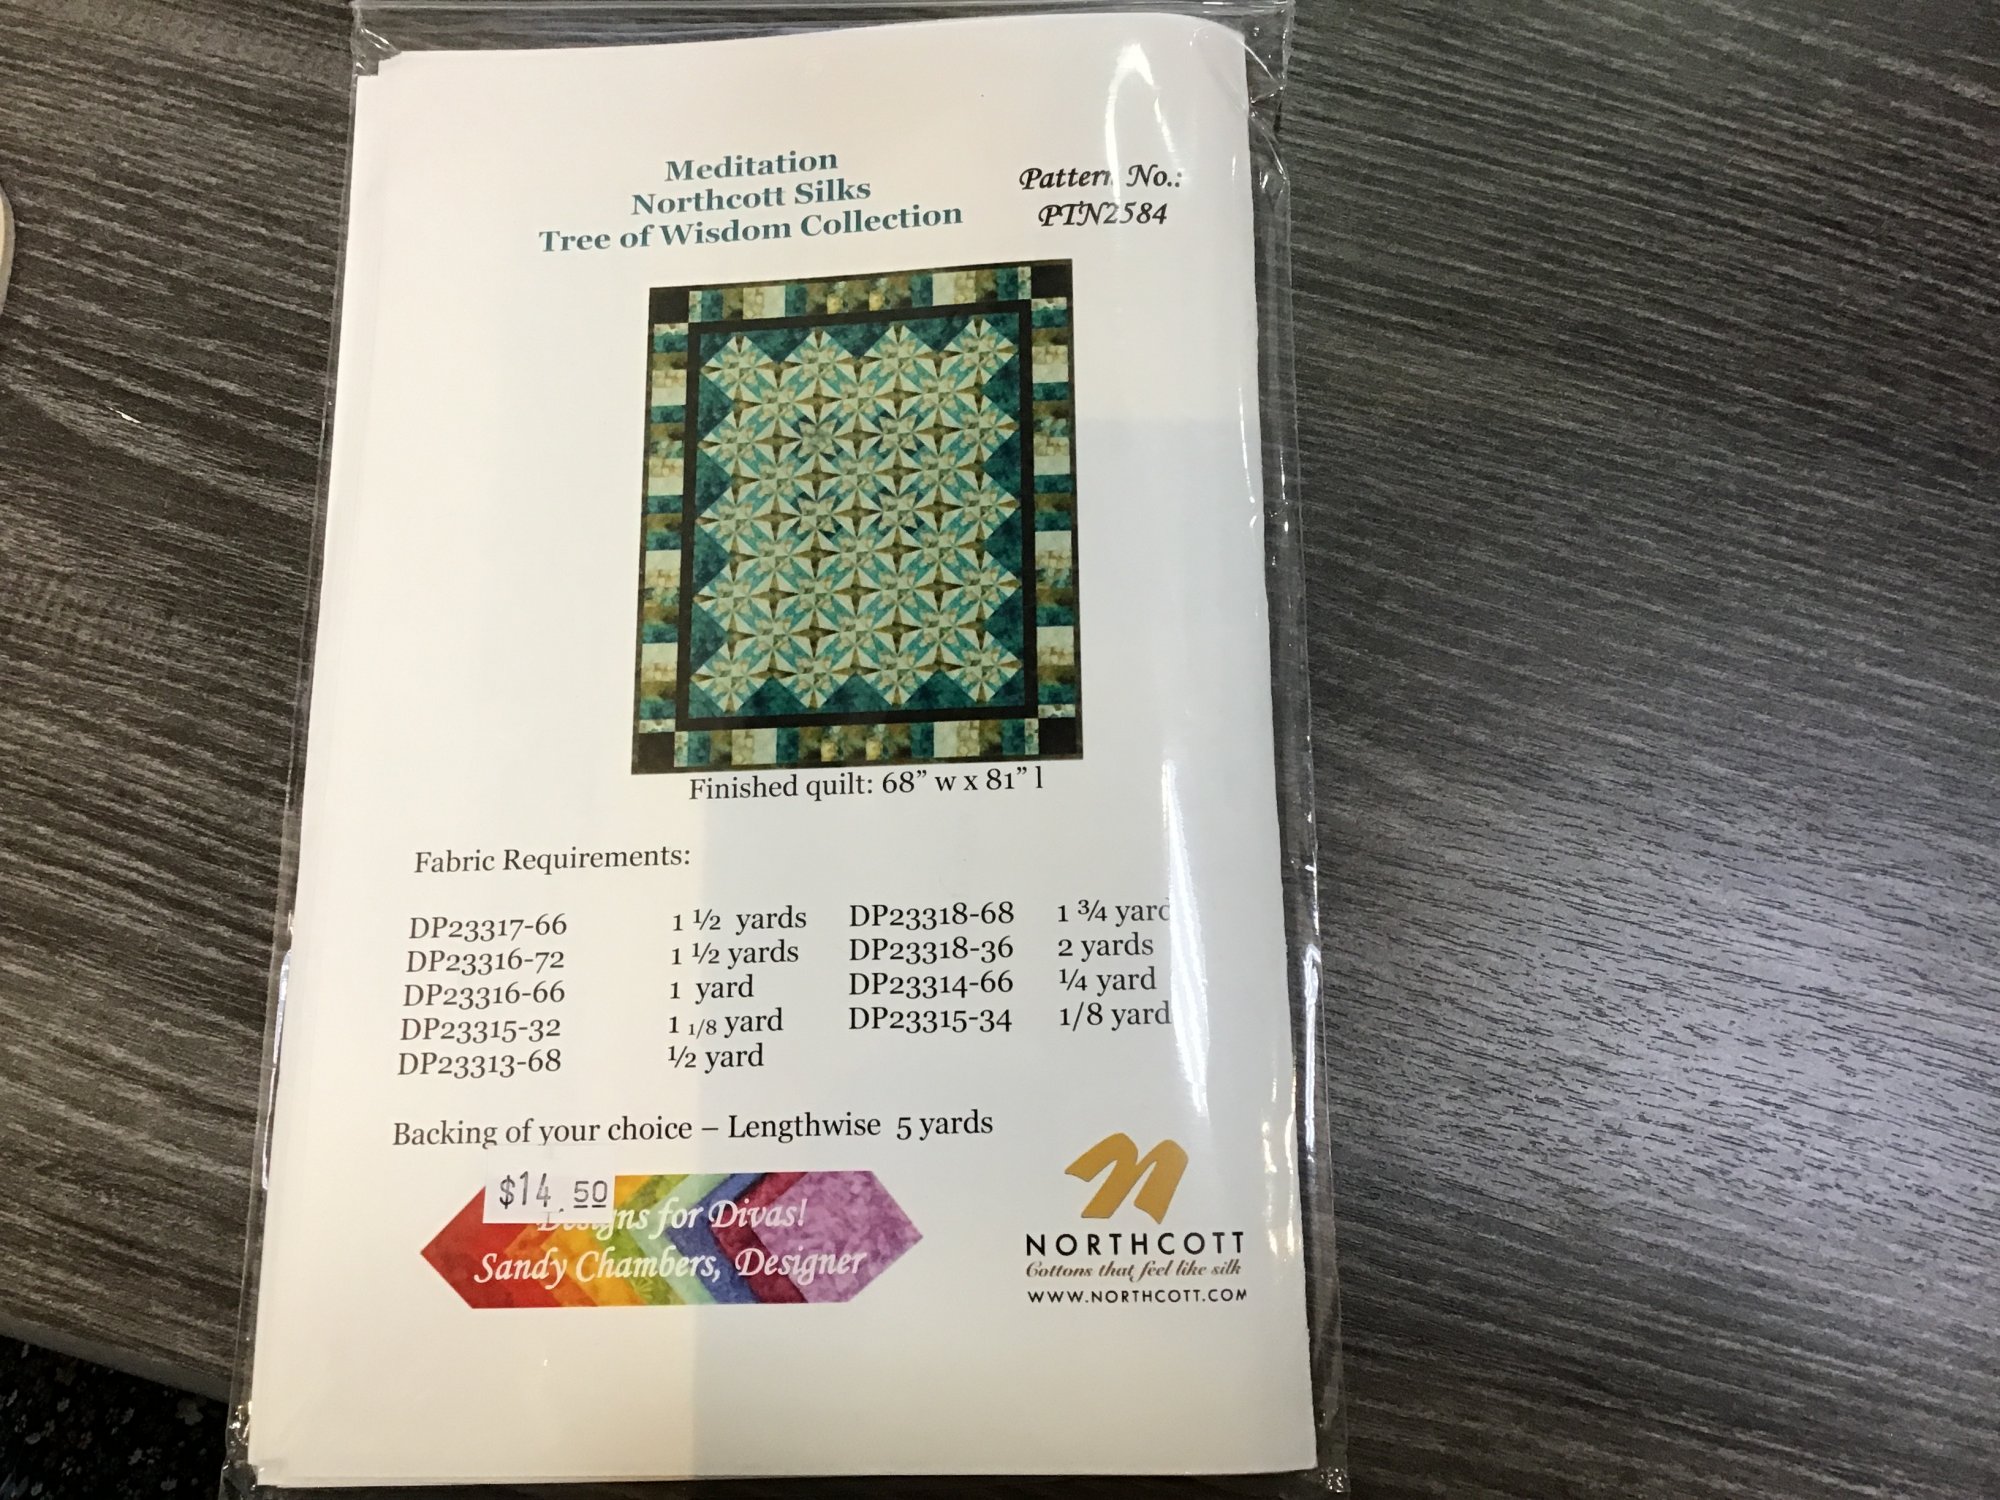 Meditation
Northcott Silks
Tree of Wisdom Collection
Pattern No.:
PTN2584
Finished quilt: 68" w x 81" l
Fabric Requirements:
DP23317-66 1 ½ yards DP23318-68 1 ¾ yard
DP23316-72 1 ½ yards DP23318-36 2 yards
DP23316-66 1 yard DP23314-66 ¼ yard
DP23315-32 1 1/8 yard DP23315-34 1/8 yard
DP23313-68 ½ yard
Backing of your choice – Lengthwise 5 yards
$14.50
Designs for Divas!
Sandy Chambers, Designer
NORTHCOTT
Cottons that feel like silk
WWW.NORTHCOTT.COM